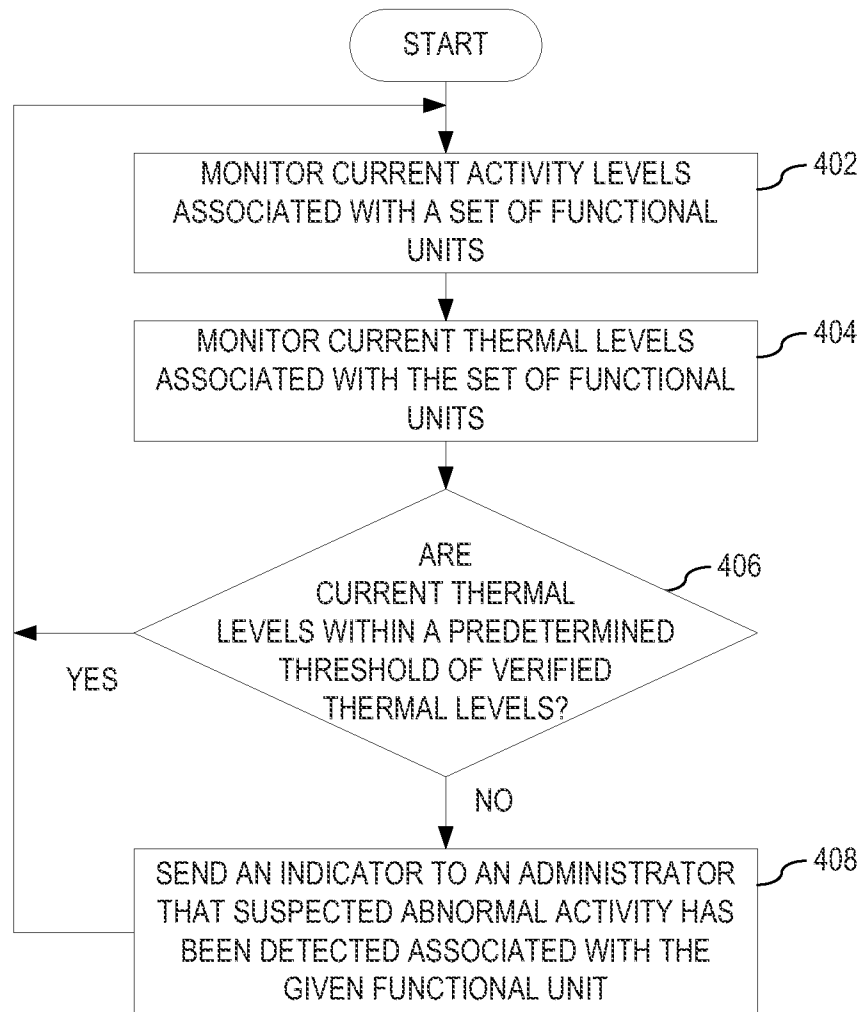 START
MONITOR CURRENT ACTIVITY LEVELS
ASSOCIATED WITH A SET OF FUNCTIONAL
UNITS
402
MONITOR CURRENT THERMAL LEVELS
ASSOCIATED WITH THE SET OF FUNCTIONAL
UNITS
404
ARE
CURRENT THERMAL
LEVELS WITHIN A PREDETERMINED
THRESHOLD OF VERIFIED
THERMAL LEVELS?
406
YES
NO
SEND AN INDICATOR TO AN ADMINISTRATOR
THAT SUSPECTED ABNORMAL ACTIVITY HAS
BEEN DETECTED ASSOCIATED WITH THE
GIVEN FUNCTIONAL UNIT
408